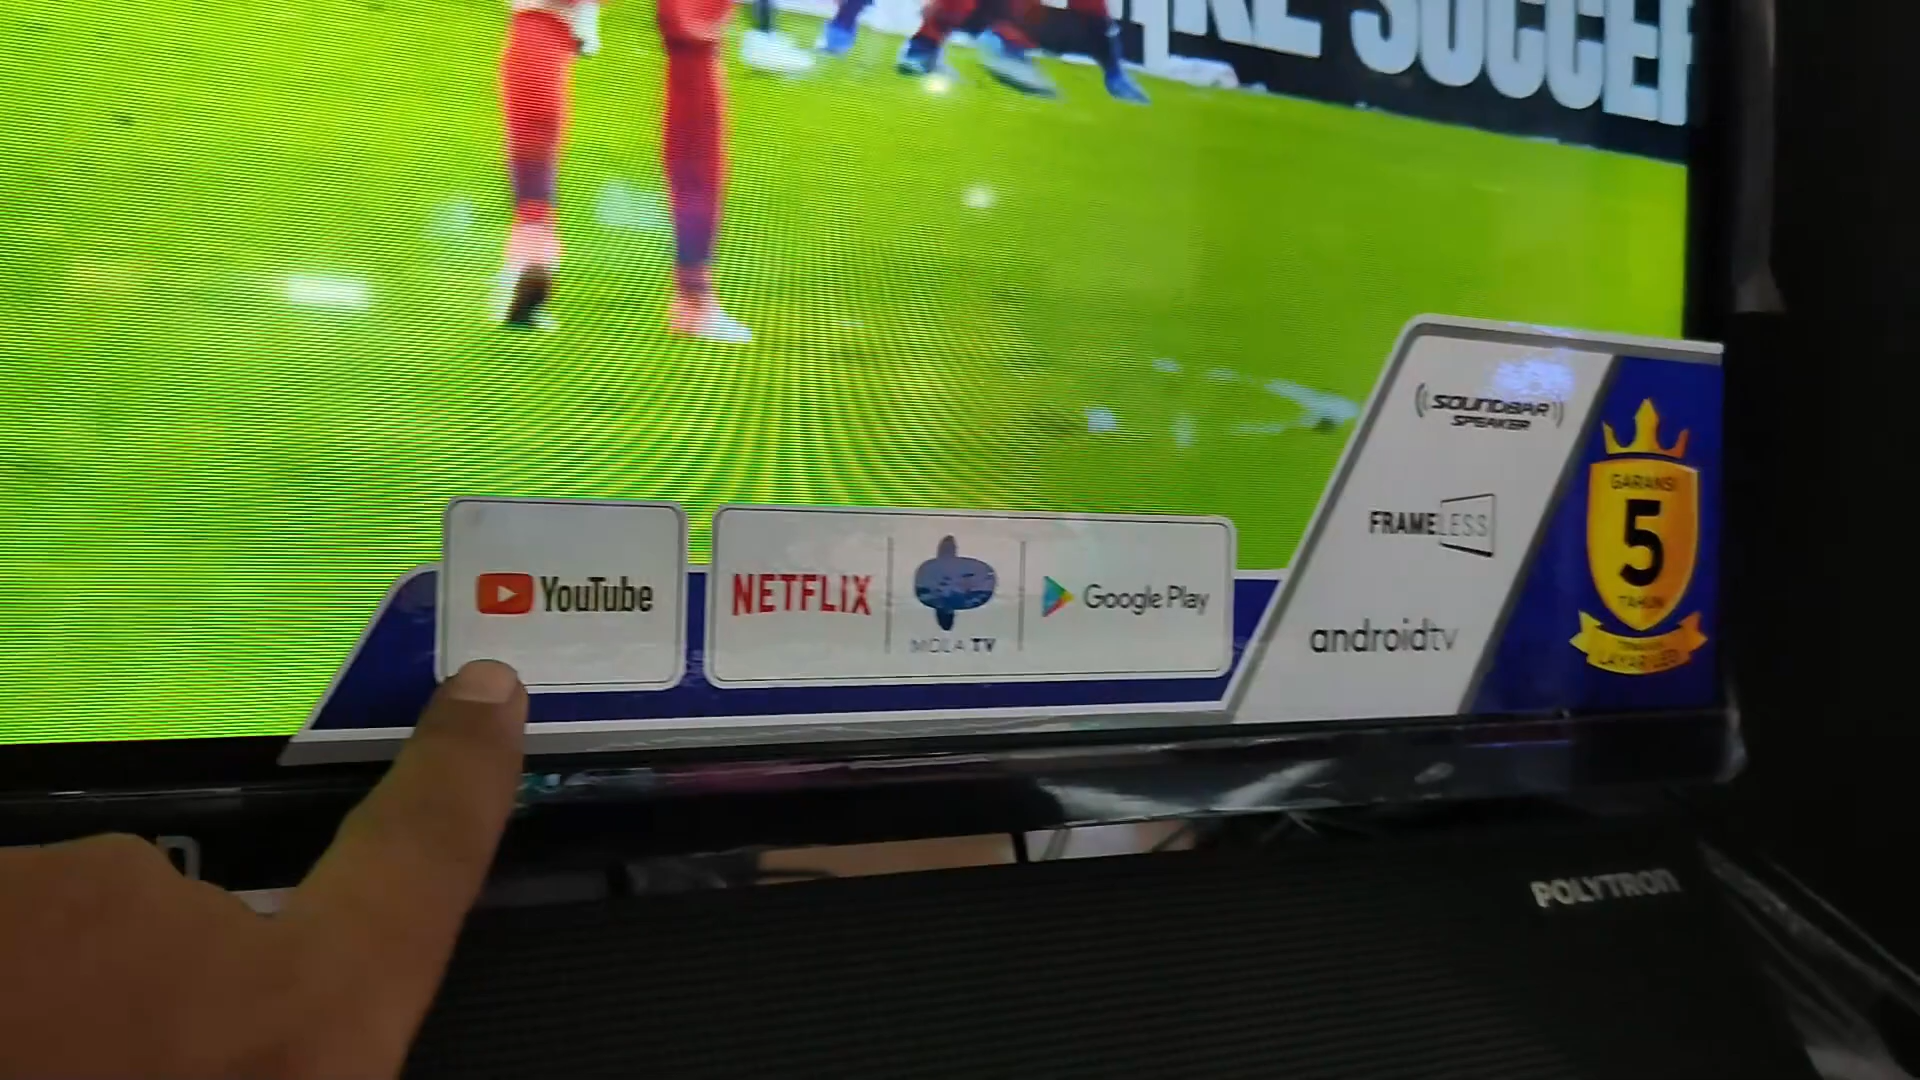 SOCCER
SOUNDBAR
SPEAKER
FRAMELESS
androidtv
GARANSI
5
TAHUN
LAYAR LED
YouTube
NETFLIX
MOLA TV
Google Play
POLYTRON